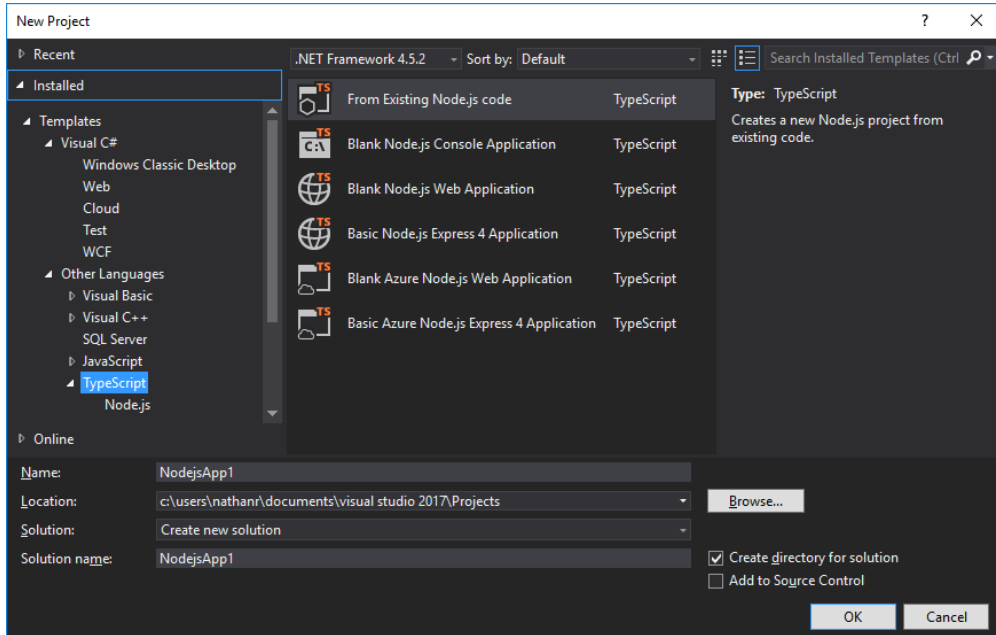 New Project
Recent
Installed
Templates
Visual C#
Windows Classic Desktop
Web
Cloud
Test
WCF
Other Languages
Visual Basic
Visual C++
SQL Server
JavaScript
TypeScript
Node.js
Online
.NET Framework 4.5.2 Sort by: Default
TS From Existing Node.js code TypeScript
TS C:\ Blank Node.js Console Application TypeScript
TS Blank Node.js Web Application TypeScript
TS Basic Node.js Express 4 Application TypeScript
TS Blank Azure Node.js Web Application TypeScript
TS Basic Azure Node.js Express 4 Application TypeScript
Search Installed Templates (Ctrl
Type: TypeScript
Creates a new Node.js project from
existing code.
Name: NodejsApp1
Location: c:\users\nathanr\documents\visual studio 2017\Projects Browse...
Solution: Create new solution
Solution name: NodejsApp1
Create directory for solution
Add to Source Control
OK Cancel